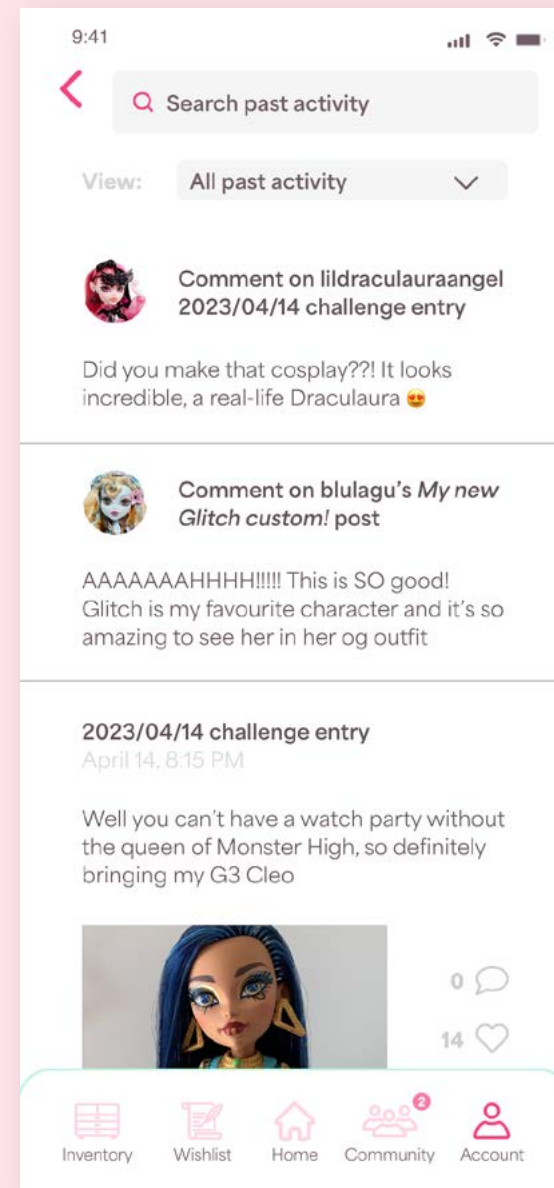 9:41
Search past activity
View: All past activity
Comment on lildraculauraangel
2023/04/14 challenge entry
Did you make that cosplay??! It looks
incredible, a real-life Draculaura 😍
Comment on blulagu's My new
Glitch custom! post
AAAAAAAHHHH!!!!! This is SO good!
Glitch is my favourite character and it's so
amazing to see her in her og outfit
2023/04/14 challenge entry
April 14, 8:15 PM
Well you can't have a watch party without
the queen of Monster High, so definitely
bringing my G3 Cleo
0
14
2
Inventory Wishlist Home Community Account